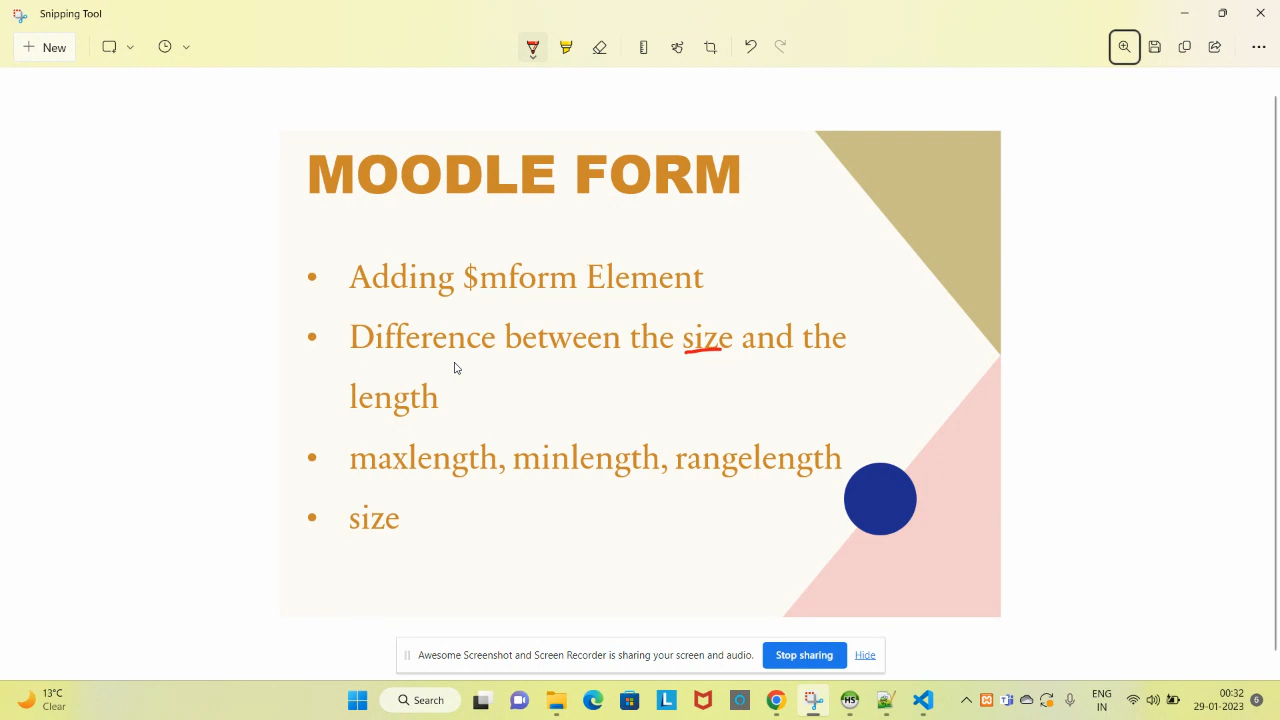 Snipping Tool
New
MOODLE FORM
• Adding $mform Element
• Difference between the size and the
length
• maxlength, minlength, rangelength
• size
Awesome Screenshot and Screen Recorder is sharing your screen and audio. Stop sharing Hide
13°C
Clear
Search
ENG
IN
00:32
29-01-2023
6